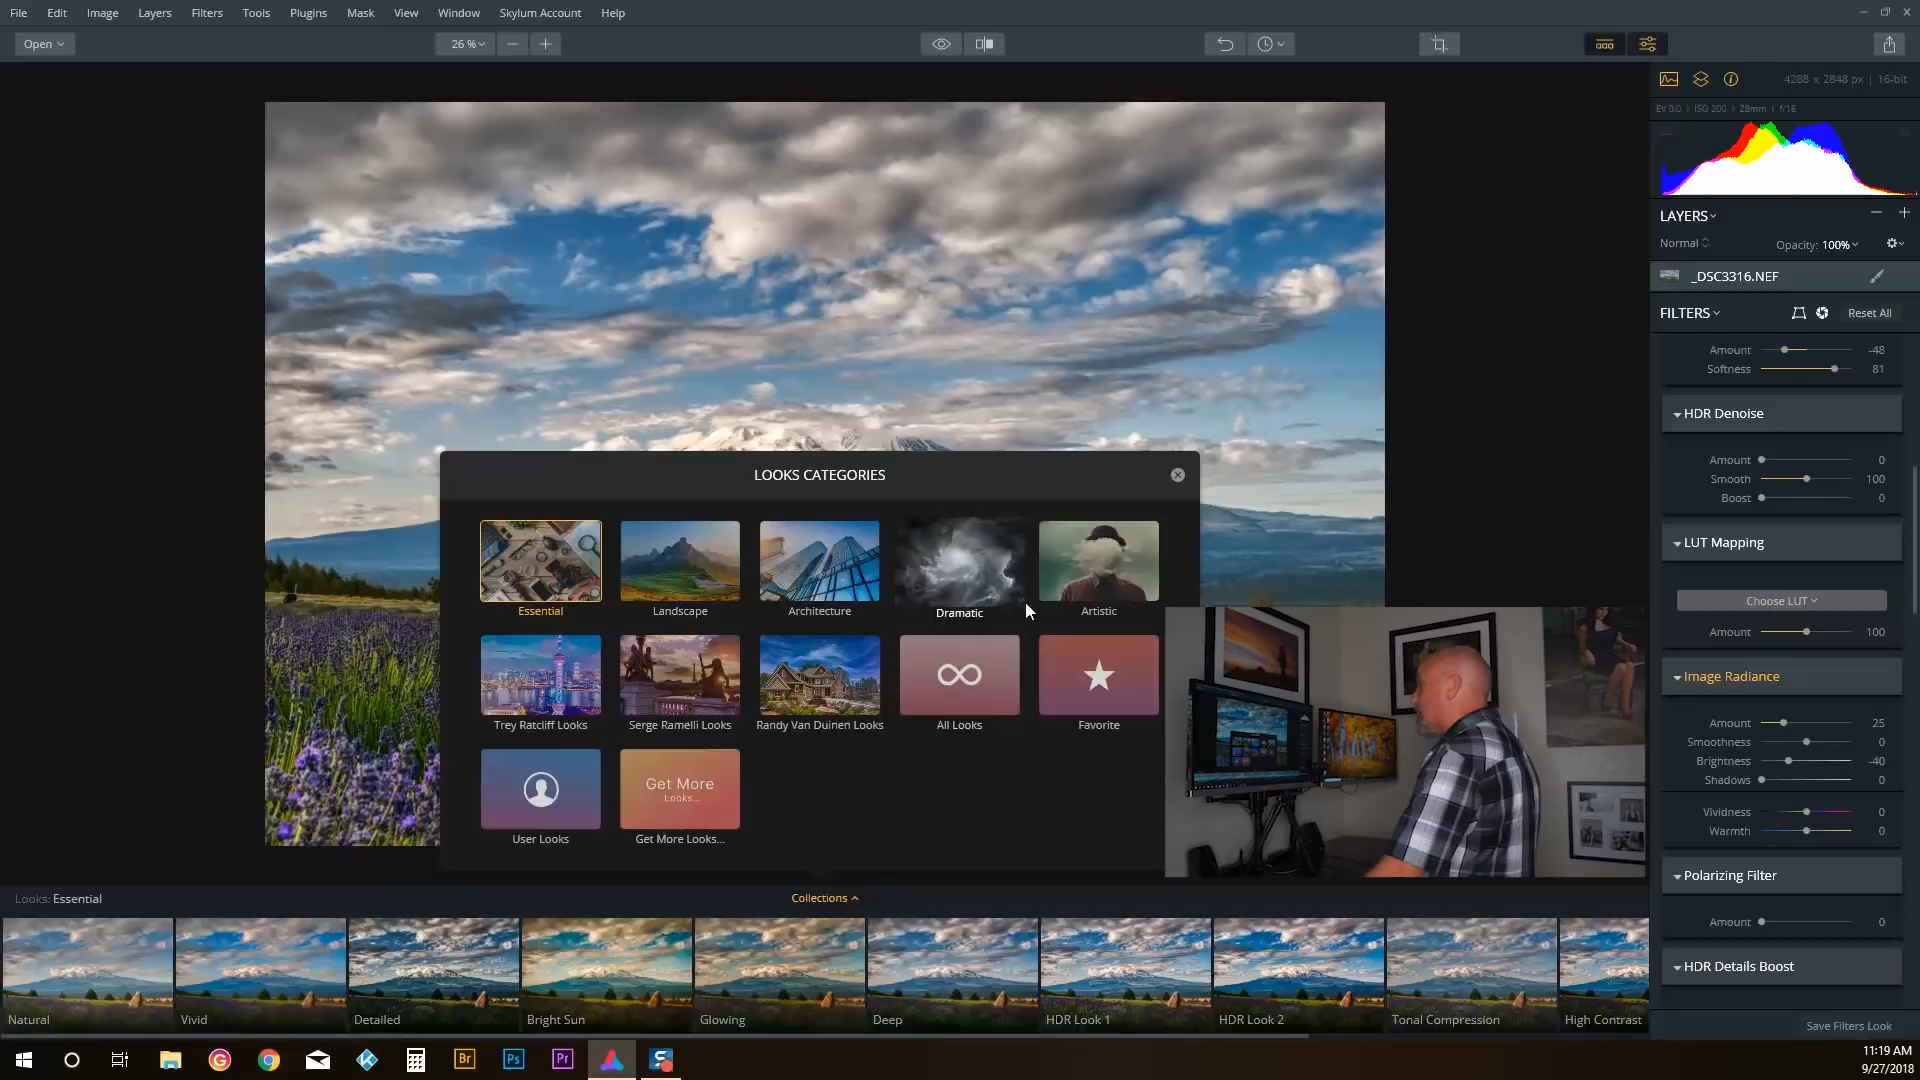 File Edit Image Layers Filters Tools Plugins Mask View Window Skylum Account Help
Open 26 %
4288 x 2848 px | 16-bit
EV 0.0 | ISO 200 | 28mm | f/16
LAYERS
Normal Opacity: 100%
_DSC3316.NEF
FILTERS Reset All
Amount -48
Softness 81
HDR Denoise
Amount 0
Smooth 100
Boost 0
LUT Mapping
Choose LUT
Amount 100
Image Radiance
Amount 25
Smoothness 0
Brightness -40
Shadows 0
Vividness 0
Warmth 0
Polarizing Filter
Amount 0
HDR Details Boost
Save Filters Look
LOOKS CATEGORIES
Essential Landscape Architecture Dramatic Artistic
Trey Ratcliff Looks Serge Ramelli Looks Randy Van Duinen Looks All Looks Favorite
Get More
Looks...
User Looks Get More Looks...
Looks: Essential Collections
Natural Vivid Detailed Bright Sun Glowing Deep HDR Look 1 HDR Look 2 Tonal Compression High Contrast
Br Ps Pr
11:19 AM
9/27/2018